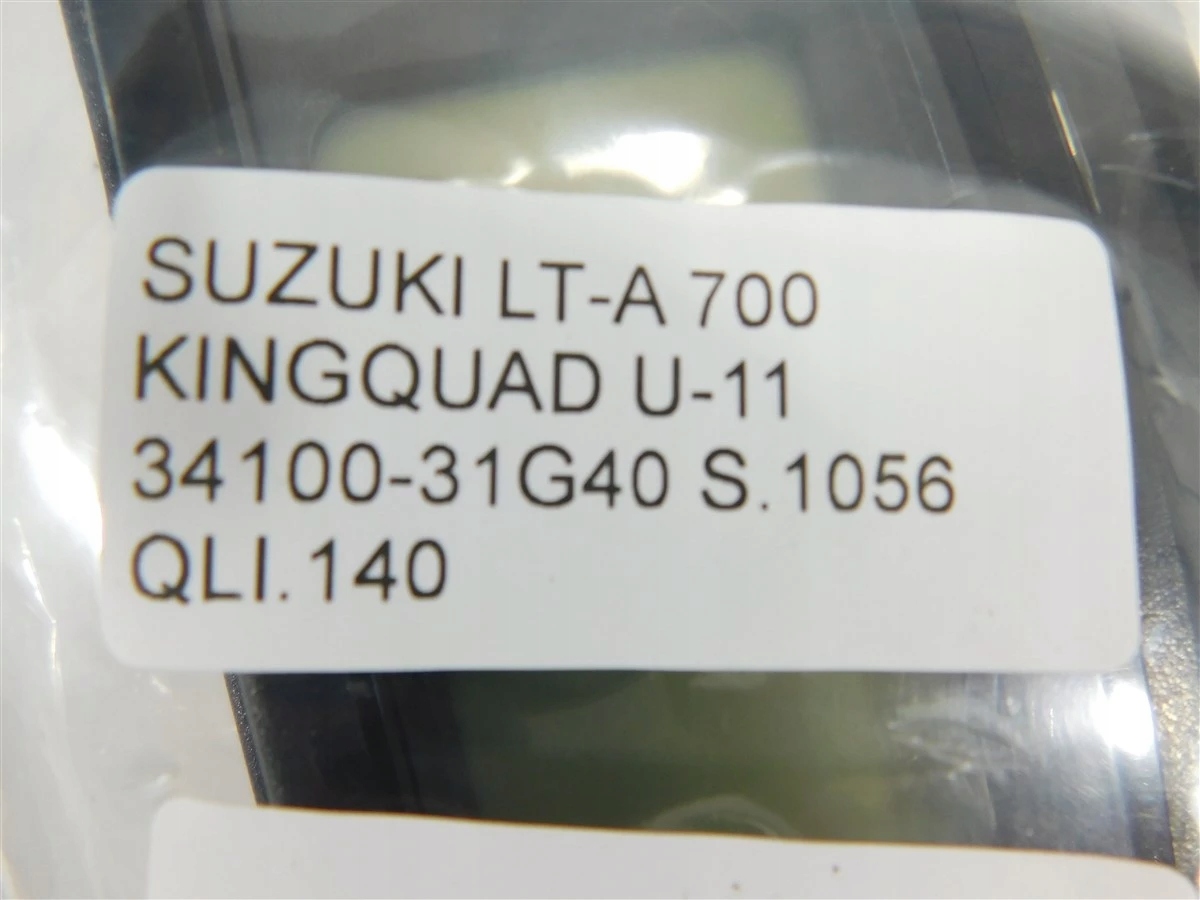 SUZUKI LT-A 700
KINGQUAD U-11
34100-31G40 S.1056
QLI.140